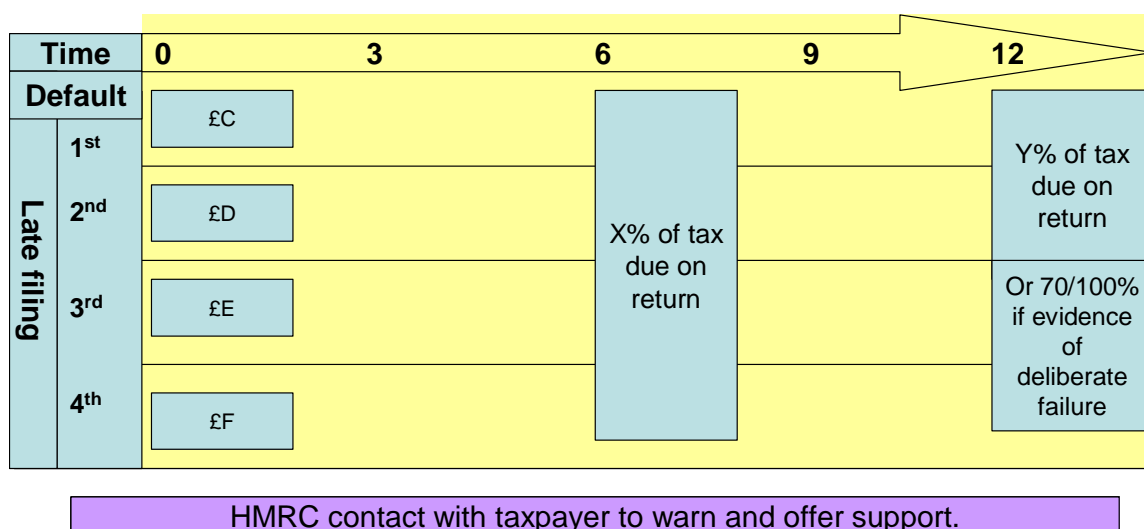 Time 0 3 6 9 12
Default
Late filing
1st
£C
2nd
£D
3rd
£E
4th
£F
X% of tax
due on
return
Y% of tax
due on
return
Or 70/100%
if evidence
of
deliberate
failure
HMRC contact with taxpayer to warn and offer support.